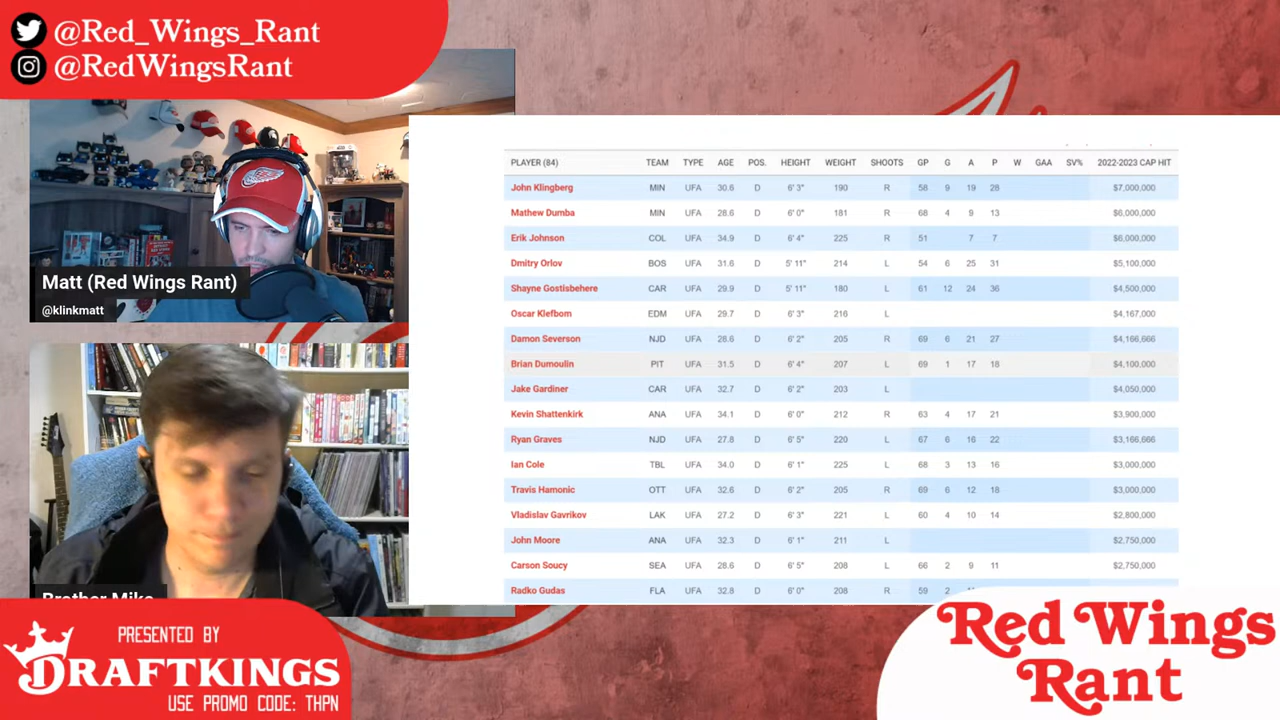 @Red_Wings_Rant
@RedWingsRant
Matt (Red Wings Rant)
@klinkmatt
Brother Mike
PRESENTED BY
DRAFTKINGS
USE PROMO CODE: THPN
PLAYER (84) TEAM TYPE AGE POS. HEIGHT WEIGHT SHOOTS GP G A P W GAA SV% 2022-2023 CAP HIT
John Klingberg MIN UFA 30.6 D 6' 3" 190 R 58 9 19 28 $7,000,000
Mathew Dumba MIN UFA 28.6 D 6' 0" 181 R 68 4 9 13 $6,000,000
Erik Johnson COL UFA 34.9 D 6' 4" 225 R 51 7 7 $6,000,000
Dmitry Orlov BOS UFA 31.6 D 5' 11" 214 L 54 6 25 31 $5,100,000
Shayne Gostisbehere CAR UFA 29.9 D 5' 11" 180 L 61 12 24 36 $4,500,000
Oscar Klefbom EDM UFA 29.7 D 6' 3" 216 L $4,167,000
Damon Severson NJD UFA 28.6 D 6' 2" 205 R 69 6 21 27 $4,166,666
Brian Dumoulin PIT UFA 31.5 D 6' 4" 207 L 69 1 17 18 $4,100,000
Jake Gardiner CAR UFA 32.7 D 6' 2" 203 L $4,050,000
Kevin Shattenkirk ANA UFA 34.1 D 6' 0" 212 R 63 4 17 21 $3,900,000
Ryan Graves NJD UFA 27.8 D 6' 5" 220 L 67 6 16 22 $3,166,666
Ian Cole TBL UFA 34.0 D 6' 1" 225 L 68 3 13 16 $3,000,000
Travis Hamonic OTT UFA 32.6 D 6' 2" 205 R 69 6 12 18 $3,000,000
Vladislav Gavrikov LAK UFA 27.2 D 6' 3" 221 L 60 4 10 14 $2,800,000
John Moore ANA UFA 32.3 D 6' 1" 211 L $2,750,000
Carson Soucy SEA UFA 28.6 D 6' 5" 208 L 66 2 9 11 $2,750,000
Radko Gudas FLA UFA 32.8 D 6' 0" 208 R 59 2
Red Wings
Rant